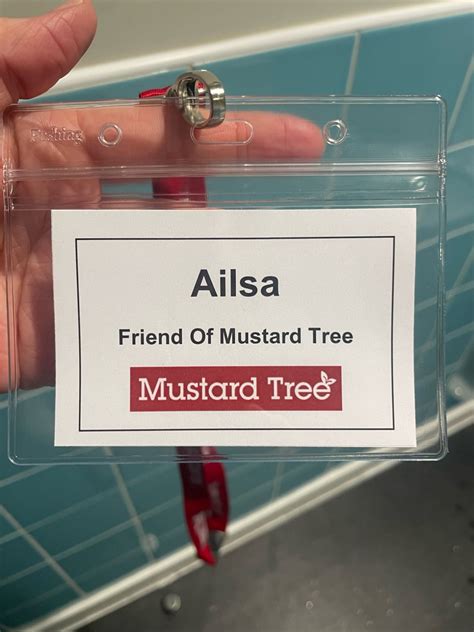 Ailsa
Friend Of Mustard Tree
Mustard Tree